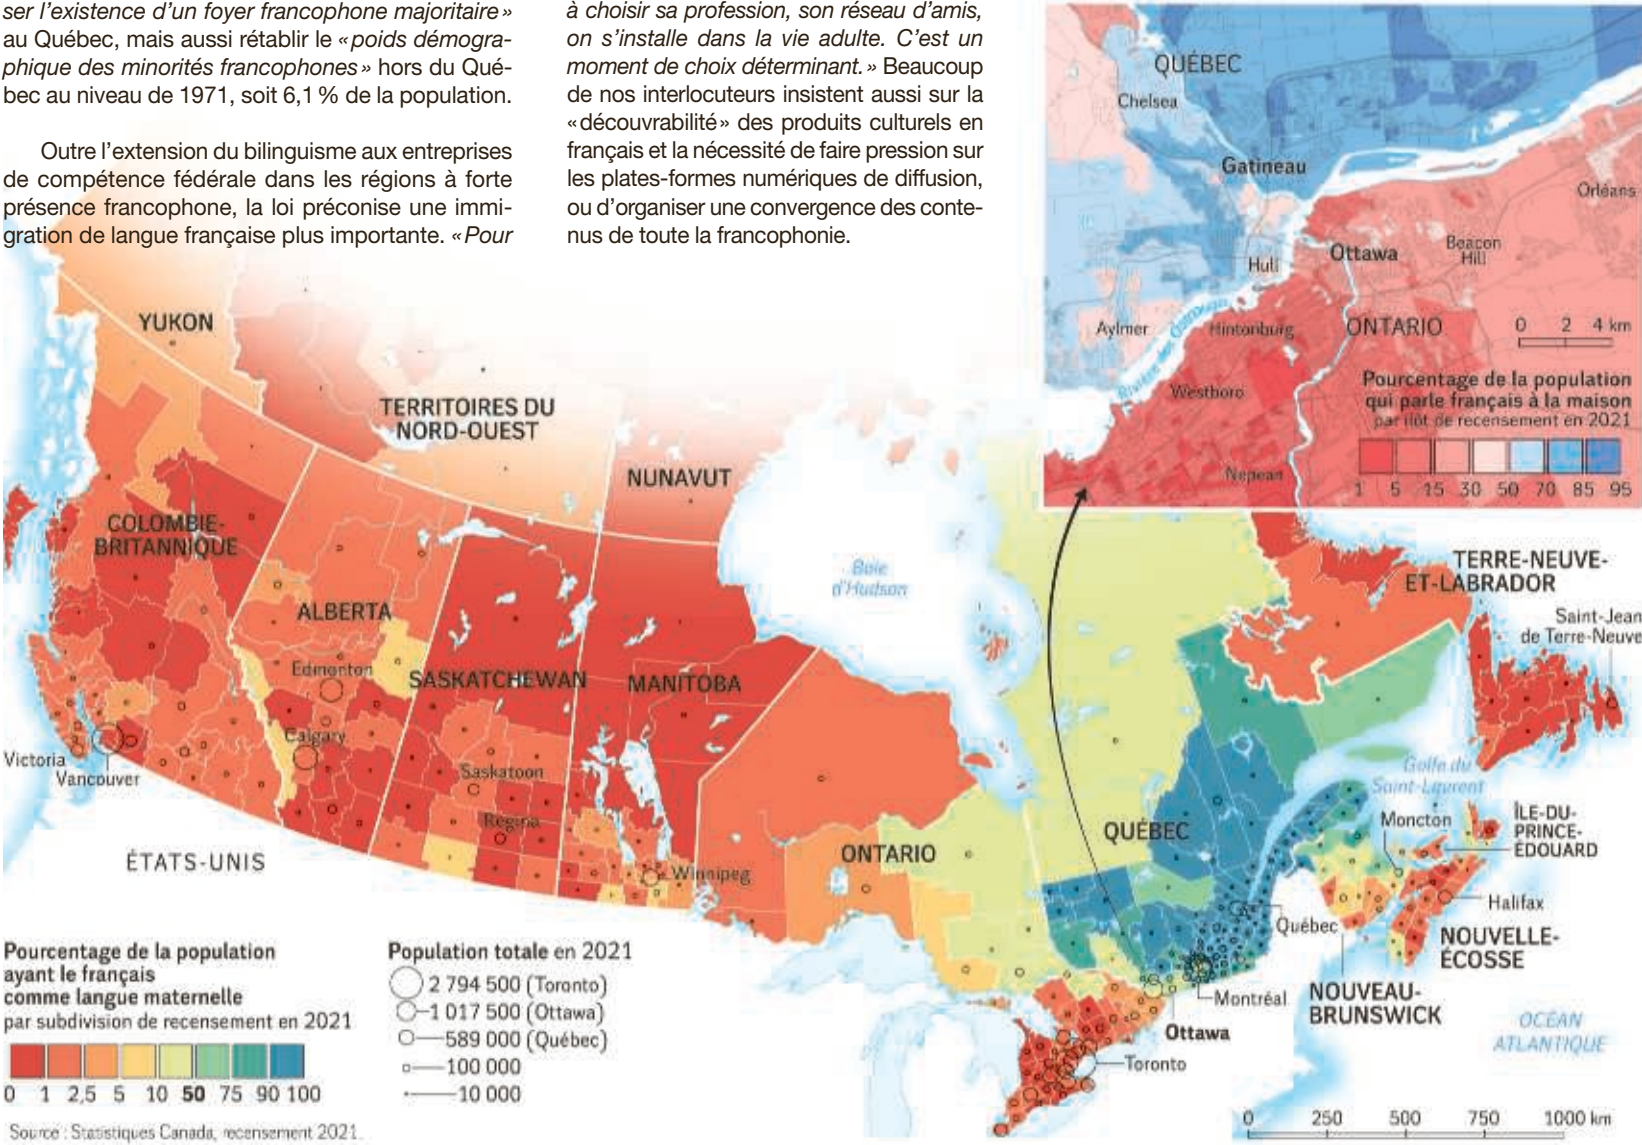 ser l’existence d’un foyer francophone majoritaire »
au Québec, mais aussi rétablir le « poids démogra-
phique des minorités francophones » hors du Qué-
bec au niveau de 1971, soit 6,1 % de la population.
Outre l’extension du bilinguisme aux entreprises
de compétence fédérale dans les régions à forte
présence francophone, la loi préconise une immi-
gration de langue française plus importante. « Pour
à choisir sa profession, son réseau d’amis,
on s’installe dans la vie adulte. C’est un
moment de choix déterminant. » Beaucoup
de nos interlocuteurs insistent aussi sur la
« découvrabilité » des produits culturels en
français et la nécessité de faire pression sur
les plates-formes numériques de diffusion,
ou d’organiser une convergence des conte-
nus de toute la francophonie.
QUÉBEC
Chelsea
Gatineau
Orléans
Ottawa
Beacon
Hill
Hull
Aylmer
Hintonburg
ONTARIO
0 2 4 km
Rivière des Outaouais
Westboro
Nepean
Pourcentage de la population
qui parle français à la maison
par îlot de recensement en 2021
1 5 15 30 50 70 85 95
YUKON
TERRITOIRES DU
NORD-OUEST
NUNAVUT
COLOMBIE-
BRITANNIQUE
ALBERTA
Edmonton
SASKATCHEWAN
MANITOBA
Baie
d’Hudson
TERRE-NEUVE-
ET-LABRADOR
Saint-Jean
de Terre-Neuve
Victoria
Vancouver
Calgary
Saskatoon
Regina
Winnipeg
ÉTATS-UNIS
ONTARIO
QUÉBEC
Golfe du
Saint-Laurent
Moncton
ÎLE-DU-
PRINCE-
ÉDOUARD
Halifax
Québec
NOUVELLE-
ÉCOSSE
Montréal
NOUVEAU-
BRUNSWICK
Ottawa
Toronto
OCÉAN
ATLANTIQUE
Pourcentage de la population
ayant le français
comme langue maternelle
par subdivision de recensement en 2021
0 1 2,5 5 10 50 75 90 100
Source : Statistiques Canada, recensement 2021.
Population totale en 2021
2 794 500 (Toronto)
1 017 500 (Ottawa)
589 000 (Québec)
100 000
10 000
0 250 500 750 1000 km